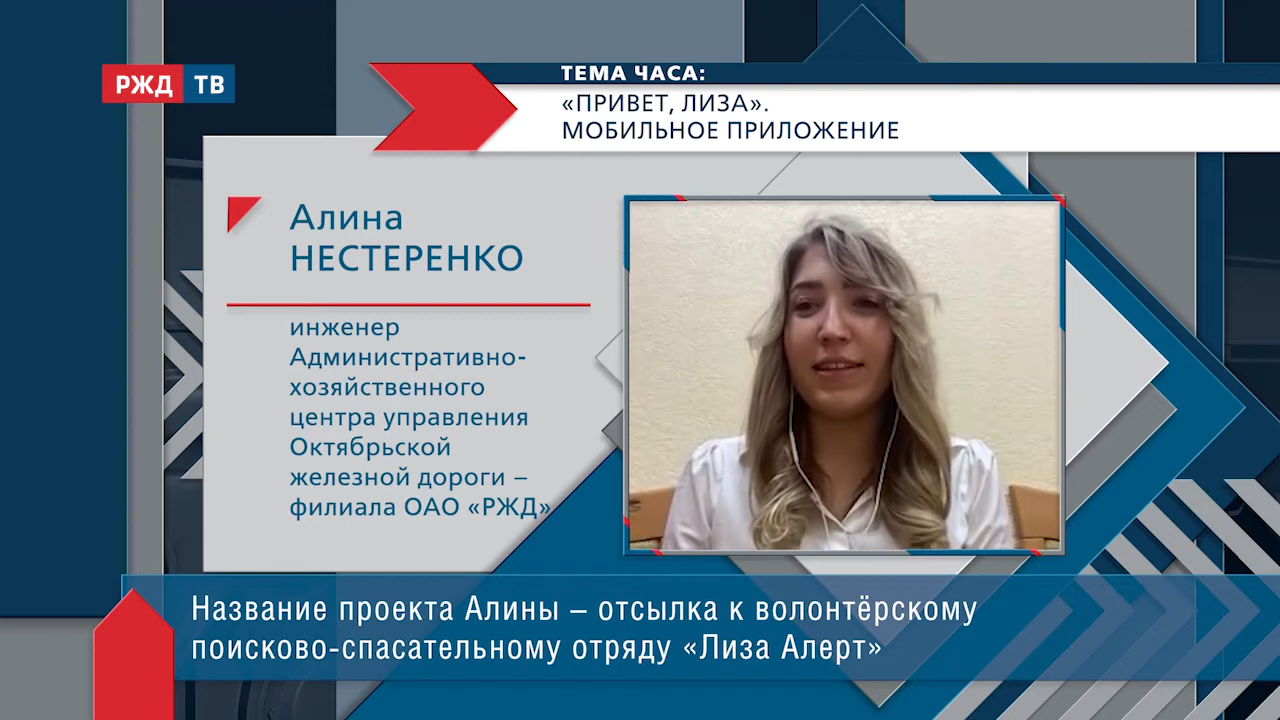 РЖД ТВ
ТЕМА ЧАСА:
«ПРИВЕТ, ЛИЗА».
МОБИЛЬНОЕ ПРИЛОЖЕНИЕ
Алина
НЕСТЕРЕНКО
инженер
Административно-
хозяйственного
центра управления
Октябрьской
железной дороги –
филиала ОАО «РЖД»
Название проекта Алины – отсылка к волонтёрскому
поисково-спасательному отряду «Лиза Алерт»